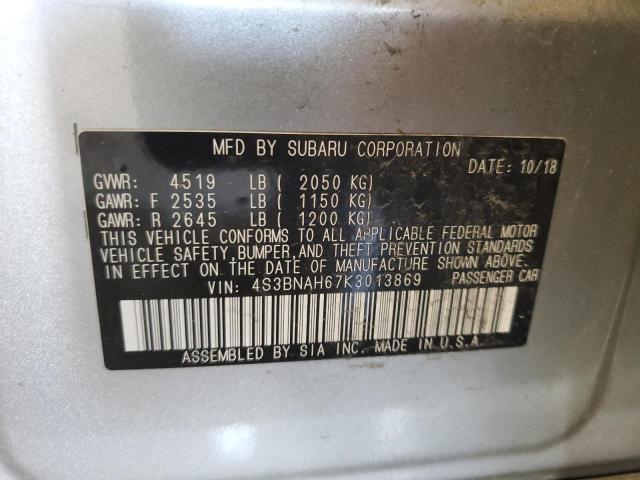 MFD BY SUBARU CORPORATION
DATE: 10/18
GVWR: 4519 LB ( 2050 KG)
GAWR: F 2535 LB ( 1150 KG)
GAWR: R 2645 LB ( 1200 KG)
THIS VEHICLE CONFORMS TO ALL APPLICABLE FEDERAL MOTOR
VEHICLE SAFETY, BUMPER, AND THEFT PREVENTION STANDARDS
IN EFFECT ON THE DATE OF MANUFACTURE SHOWN ABOVE.
VIN: 4S3BNAH67K3013869 PASSENGER CAR
ASSEMBLED BY SIA INC. MADE IN U.S.A.